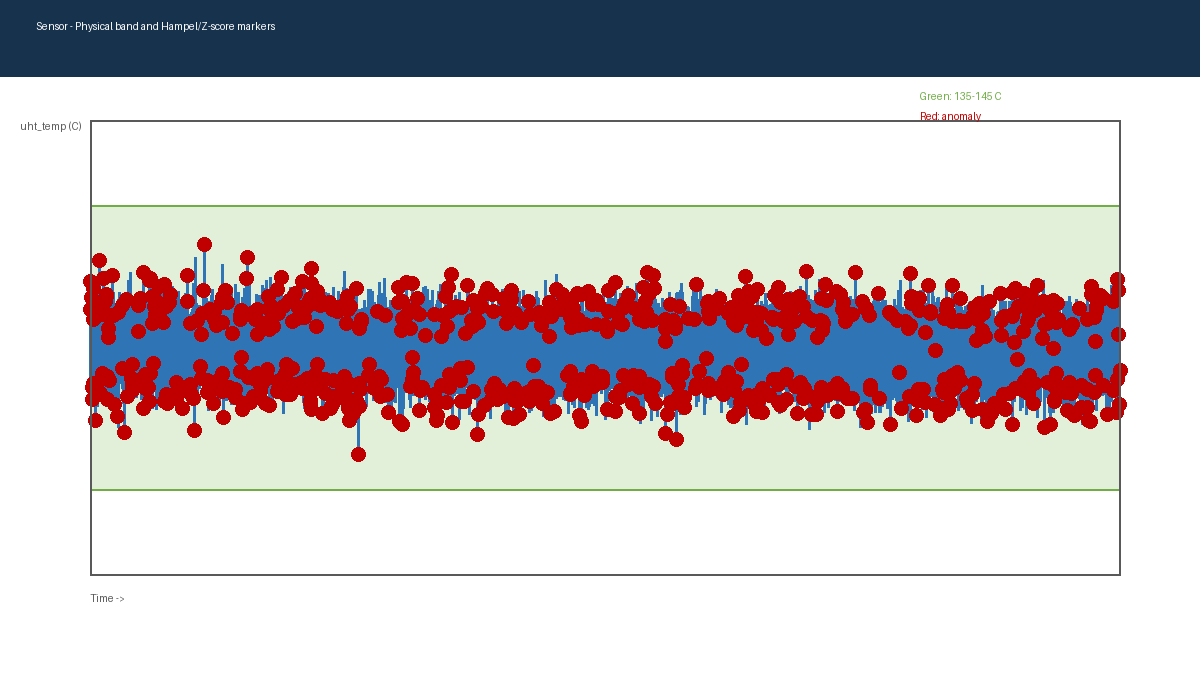 Sensor - Physical band and Hampel/Z-score markers
Green: 135-145 C
Red: anomaly
uht_temp (C)
Time ->